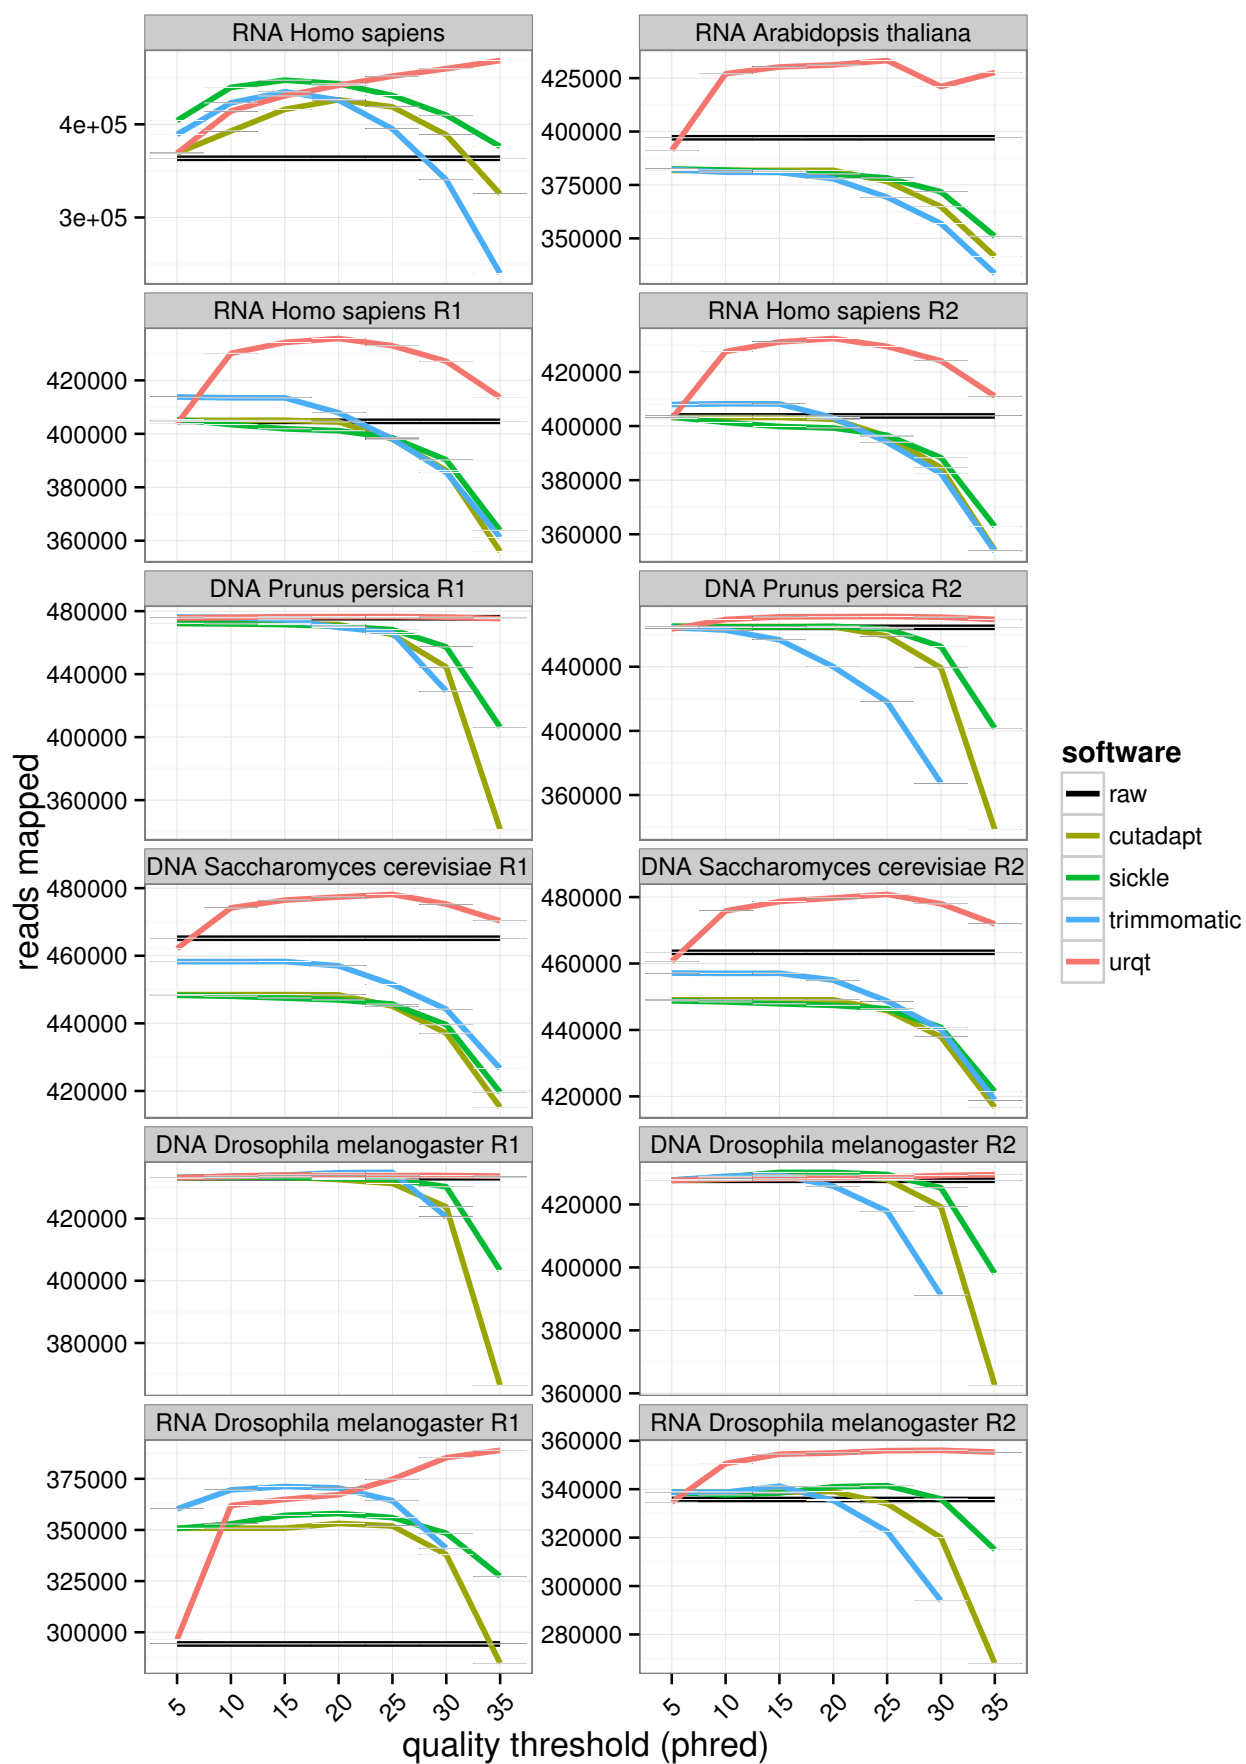 RNA Homo sapiens
RNA Arabidopsis thaliana
4e+05
3e+05
425000
400000
375000
350000
RNA Homo sapiens R1
RNA Homo sapiens R2
420000
400000
380000
360000
420000
400000
380000
360000
DNA Prunus persica R1
DNA Prunus persica R2
480000
440000
400000
360000
440000
400000
360000
DNA Saccharomyces cerevisiae R1
DNA Saccharomyces cerevisiae R2
480000
460000
440000
420000
480000
460000
440000
420000
DNA Drosophila melanogaster R1
DNA Drosophila melanogaster R2
420000
400000
380000
420000
400000
380000
360000
RNA Drosophila melanogaster R1
RNA Drosophila melanogaster R2
375000
350000
325000
300000
360000
340000
320000
300000
280000
5 10 15 20 25 30 35
5 10 15 20 25 30 35
quality threshold (phred)
reads mapped
software
raw
cutadapt
sickle
trimmomatic
urqt